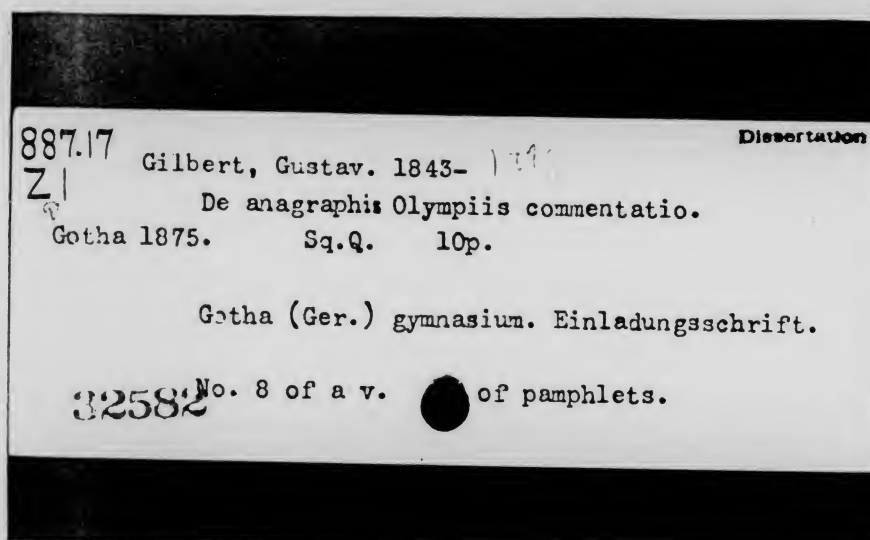 887.17
Dissertation
Z1
Gilbert, Gustav. 1843-
De anagraphis Olympiis commentatio.
Gotha 1875. Sq.Q. 10p.
Gotha (Ger.) gymnasium. Einladungsschrift.
32582
No. 8 of a v. of pamphlets.